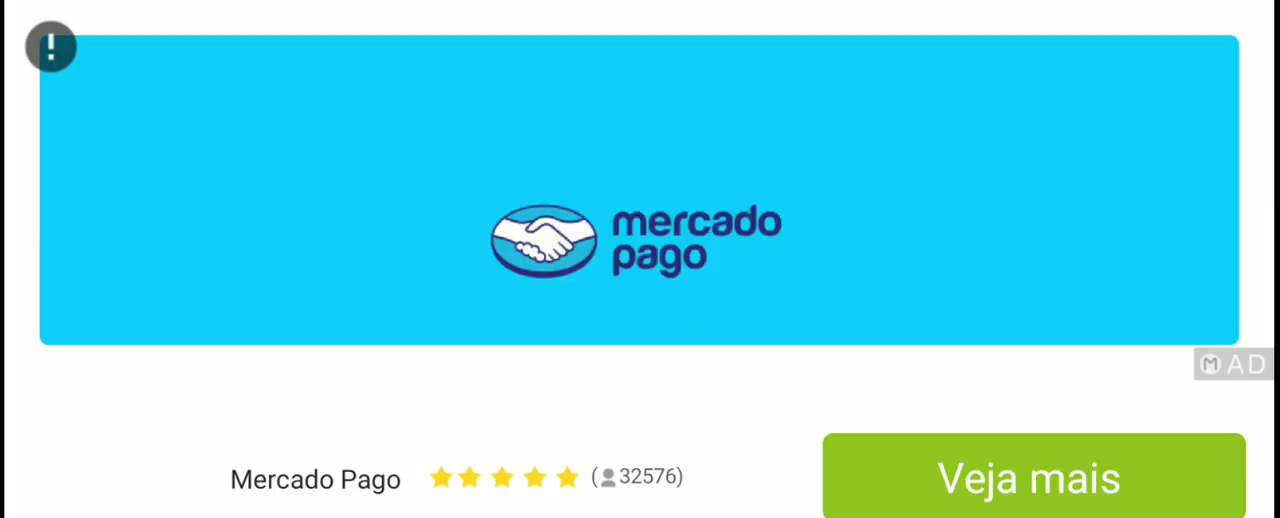 !
mercado
pago
M AD
Mercado Pago ★★★★★ (32576)
Veja mais